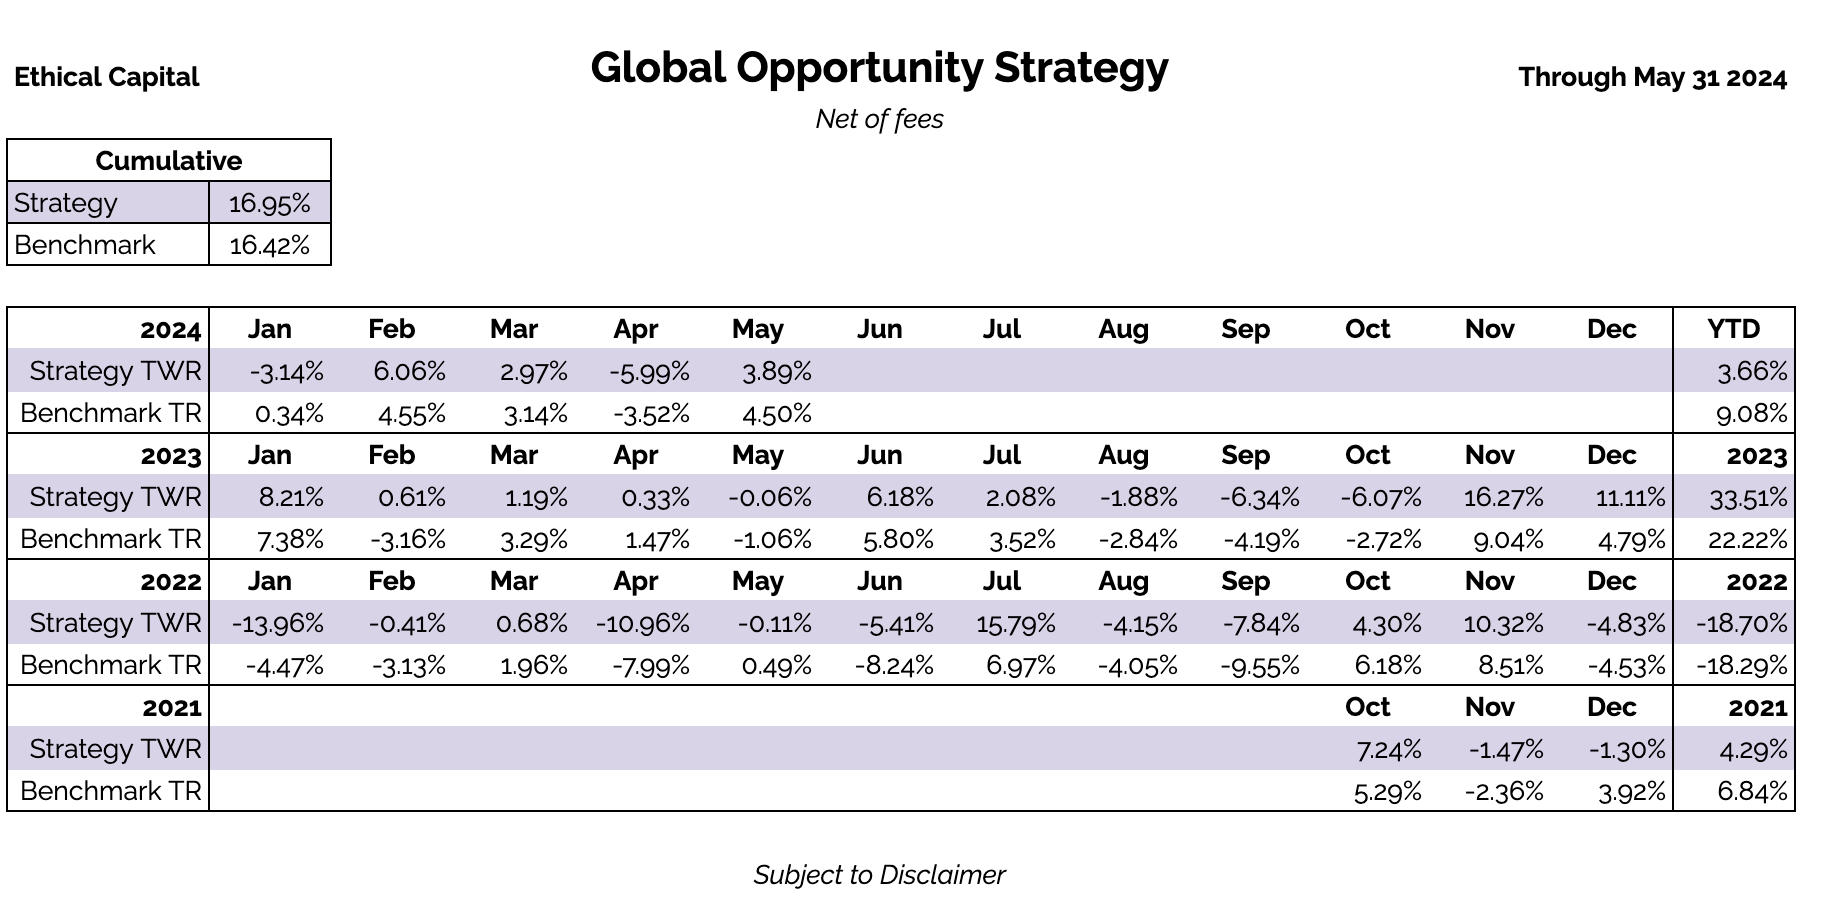 Ethical Capital Global Opportunity Strategy Through May 31 2024
Net of fees
Cumulative
Strategy 16.95%
Benchmark 16.42%
2024 Jan Feb Mar Apr May Jun Jul Aug Sep Oct Nov Dec YTD
Strategy TWR -3.14% 6.06% 2.97% -5.99% 3.89% 3.66%
Benchmark TR 0.34% 4.55% 3.14% -3.52% 4.50% 9.08%
2023 Jan Feb Mar Apr May Jun Jul Aug Sep Oct Nov Dec 2023
Strategy TWR 8.21% 0.61% 1.19% 0.33% -0.06% 6.18% 2.08% -1.88% -6.34% -6.07% 16.27% 11.11% 33.51%
Benchmark TR 7.38% -3.16% 3.29% 1.47% -1.06% 5.80% 3.52% -2.84% -4.19% -2.72% 9.04% 4.79% 22.22%
2022 Jan Feb Mar Apr May Jun Jul Aug Sep Oct Nov Dec 2022
Strategy TWR -13.96% -0.41% 0.68% -10.96% -0.11% -5.41% 15.79% -4.15% -7.84% 4.30% 10.32% -4.83% -18.70%
Benchmark TR -4.47% -3.13% 1.96% -7.99% 0.49% -8.24% 6.97% -4.05% -9.55% 6.18% 8.51% -4.53% -18.29%
2021 Oct Nov Dec 2021
Strategy TWR 7.24% -1.47% -1.30% 4.29%
Benchmark TR 5.29% -2.36% 3.92% 6.84%
Subject to Disclaimer